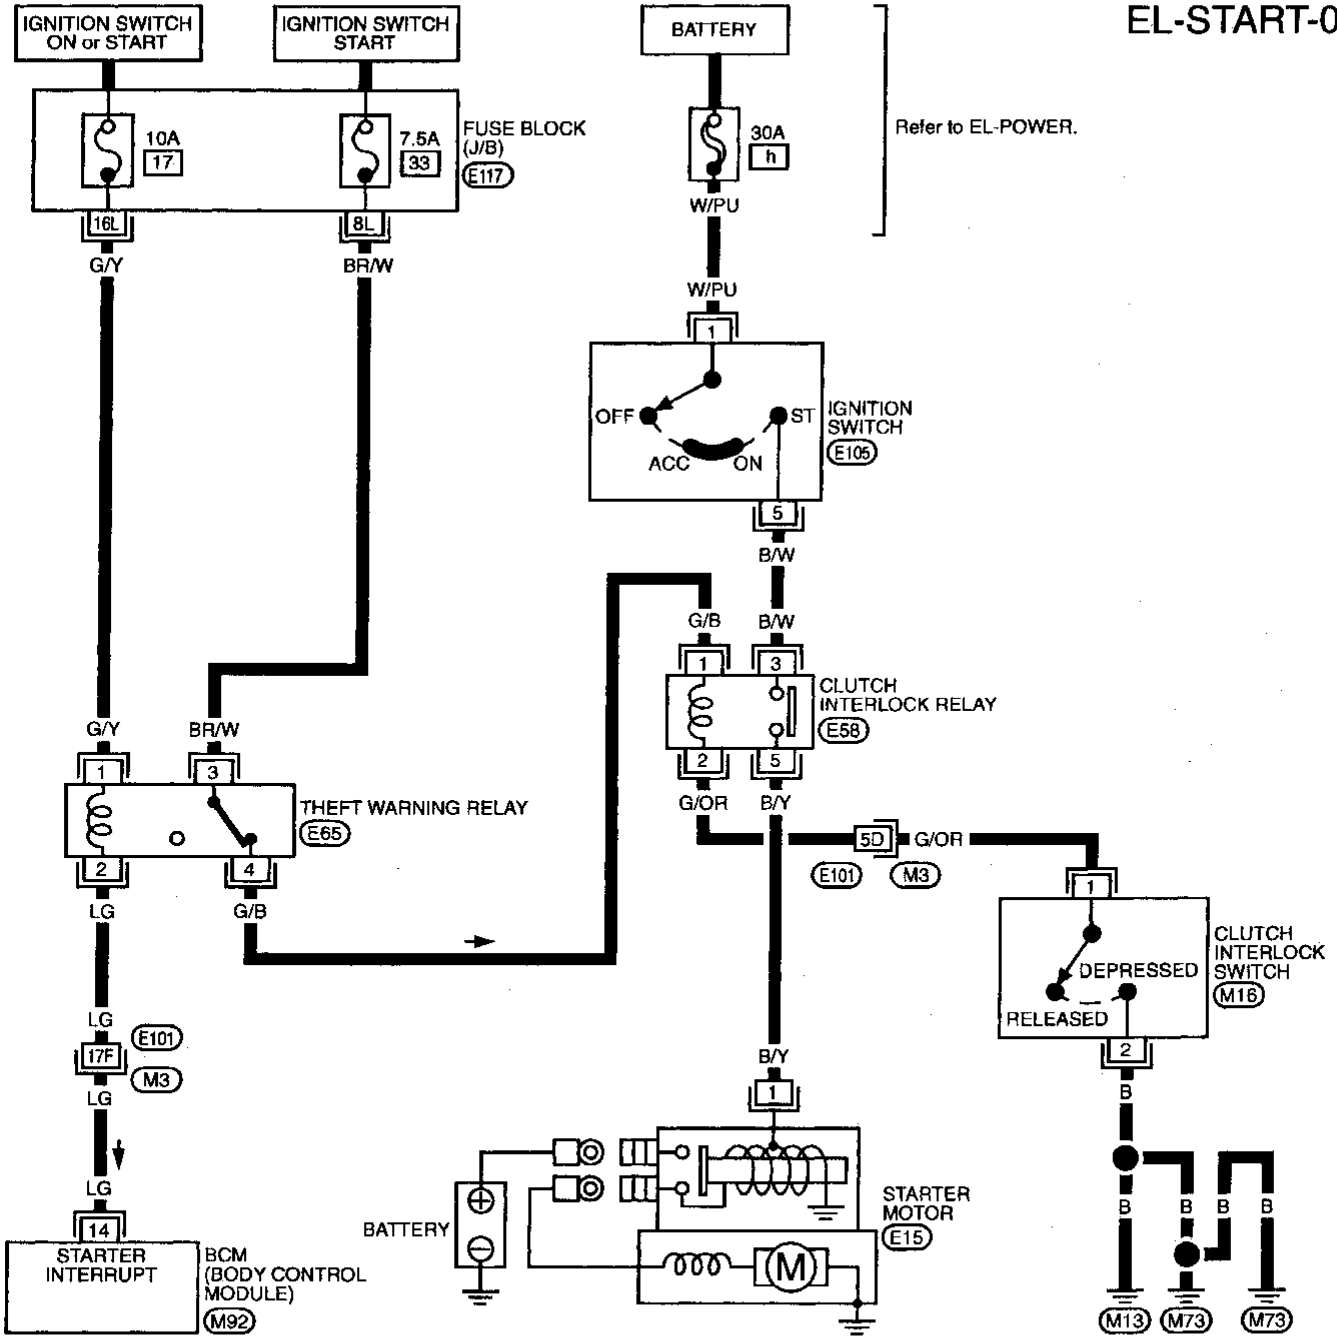 EL-START-0
IGNITION SWITCH
ON or START
IGNITION SWITCH
START
BATTERY
10A
17
7.5A
33
FUSE BLOCK
(J/B)
E117
30A
h
Refer to EL-POWER.
16L
8L
W/PU
G/Y
BR/W
W/PU
1
OFF
ST
ACC
ON
IGNITION
SWITCH
E105
5
B/W
G/B
B/W
1
3
CLUTCH
INTERLOCK RELAY
E58
2
5
G/Y
BR/W
1
3
THEFT WARNING RELAY
E65
2
4
G/OR
B/Y
5D
G/OR
E101
M3
LG
G/B
1
DEPRESSED
RELEASED
CLUTCH
INTERLOCK
SWITCH
M16
2
LG
17F
E101
M3
LG
B/Y
1
B
LG
14
STARTER
INTERRUPT
BCM
(BODY CONTROL
MODULE)
M92
BATTERY
+
−
M
STARTER
MOTOR
E15
B
B
B
B
M13
M73
M73